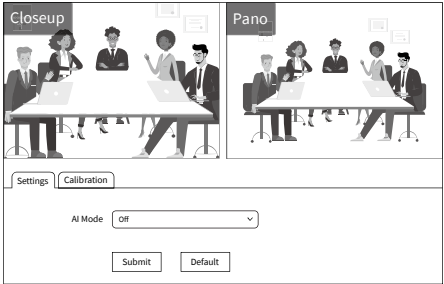 Closeup
Pano
Settings Calibration
AI Mode Off
Submit Default